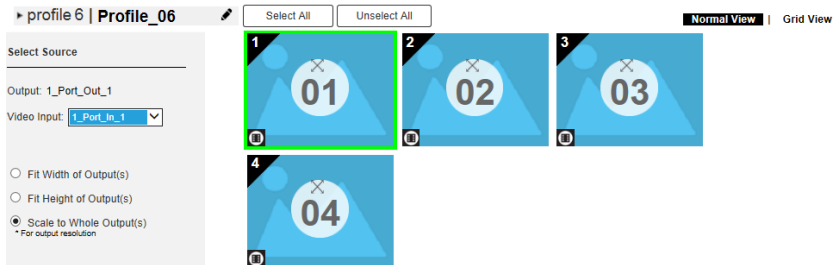 profile 6 | Profile_06
Select All
Unselect All
Normal View | Grid View
Select Source
Output: 1_Port_Out_1
Video Input: 1_Port_In_1
Fit Width of Output(s)
Fit Height of Output(s)
Scale to Whole Output(s)
* For output resolution
1
01
2
02
3
03
4
04